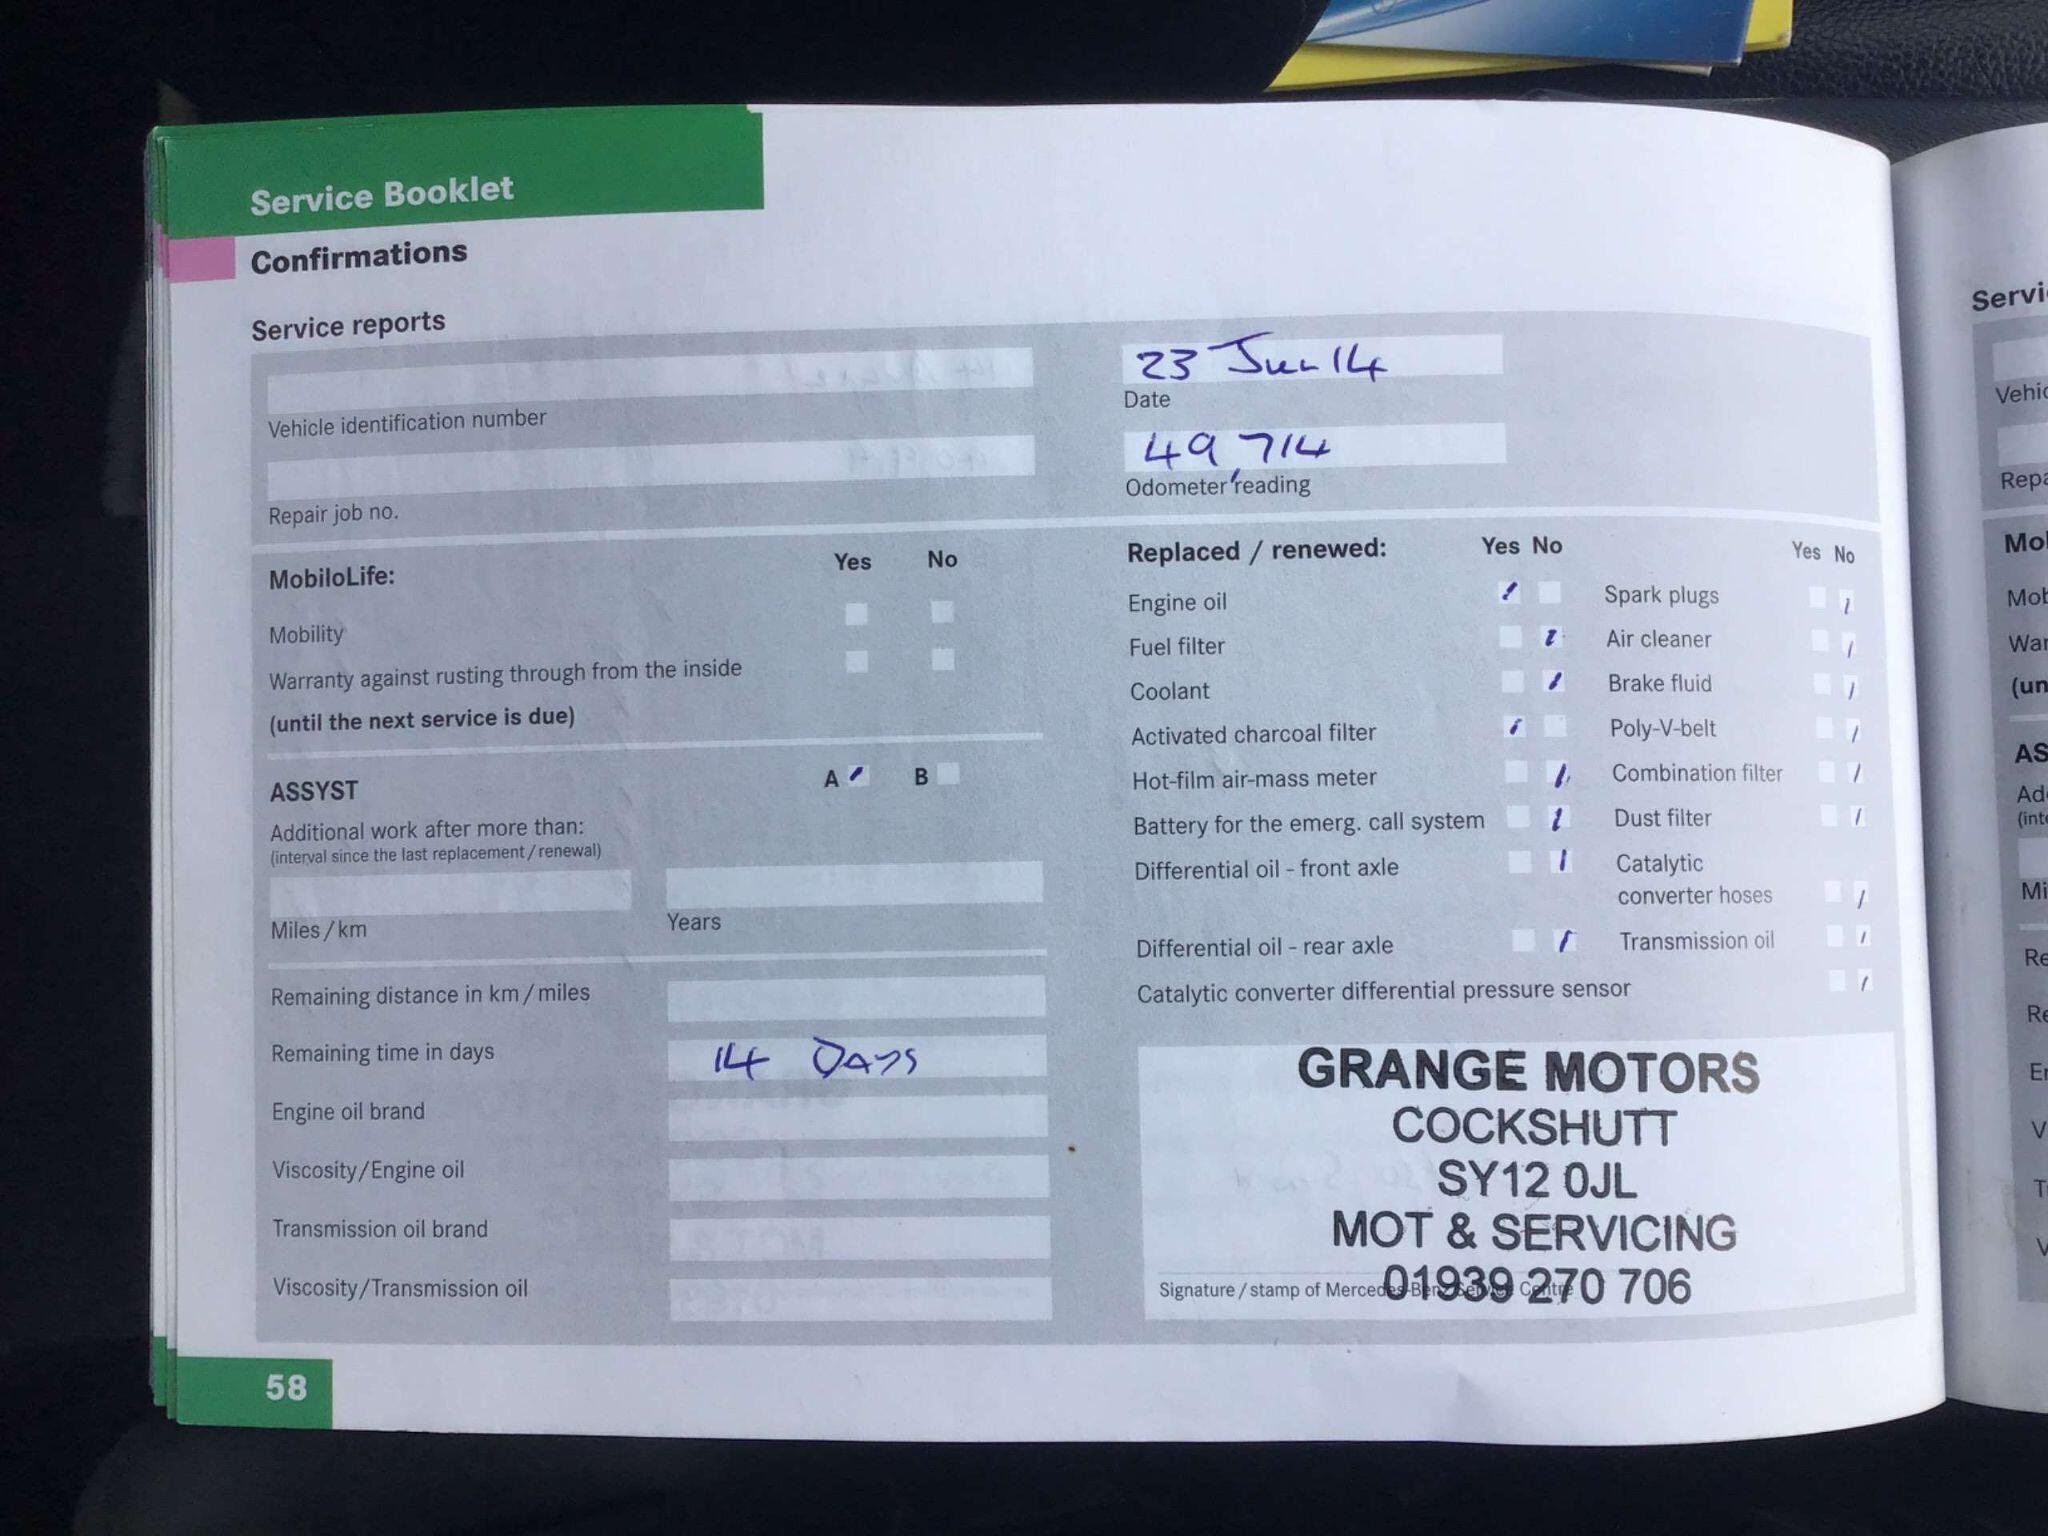 Service Booklet
Confirmations
Service reports
Vehicle identification number
Repair job no.
23 Jun 14
Date
49,714
Odometer reading
MobiloLife:
Yes No
Mobility
Warranty against rusting through from the inside
(until the next service is due)
ASSYST
A B
Additional work after more than:
(interval since the last replacement / renewal)
Miles / km
Years
Remaining distance in km / miles
Remaining time in days
14 DAYS
Engine oil brand
Viscosity/Engine oil
Transmission oil brand
Viscosity/Transmission oil
Replaced / renewed:
Yes No
Yes No
Engine oil
Spark plugs
Fuel filter
Air cleaner
Coolant
Brake fluid
Activated charcoal filter
Poly-V-belt
Hot-film air-mass meter
Combination filter
Battery for the emerg. call system
Dust filter
Differential oil - front axle
Catalytic
converter hoses
Differential oil - rear axle
Transmission oil
Catalytic converter differential pressure sensor
GRANGE MOTORS
COCKSHUTT
SY12 0JL
MOT & SERVICING
01939 270 706
Signature / stamp of Mercedes-Benz Service Centre
58